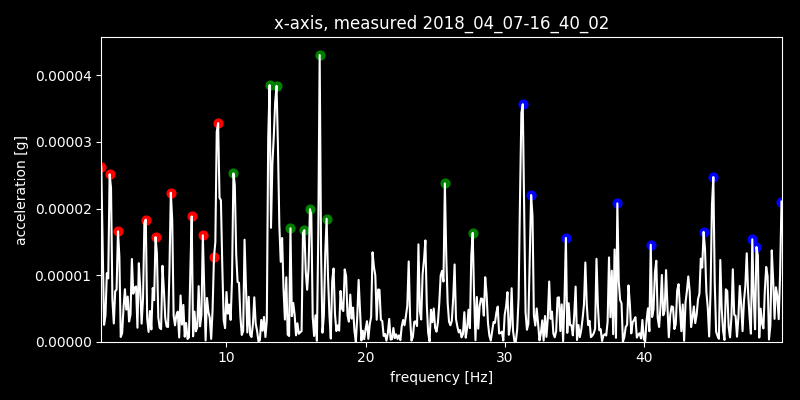 x-axis, measured 2018_04_07-16_40_02
acceleration [g]
0.00004
0.00003
0.00002
0.00001
0.00000
10 20 30 40
frequency [Hz]